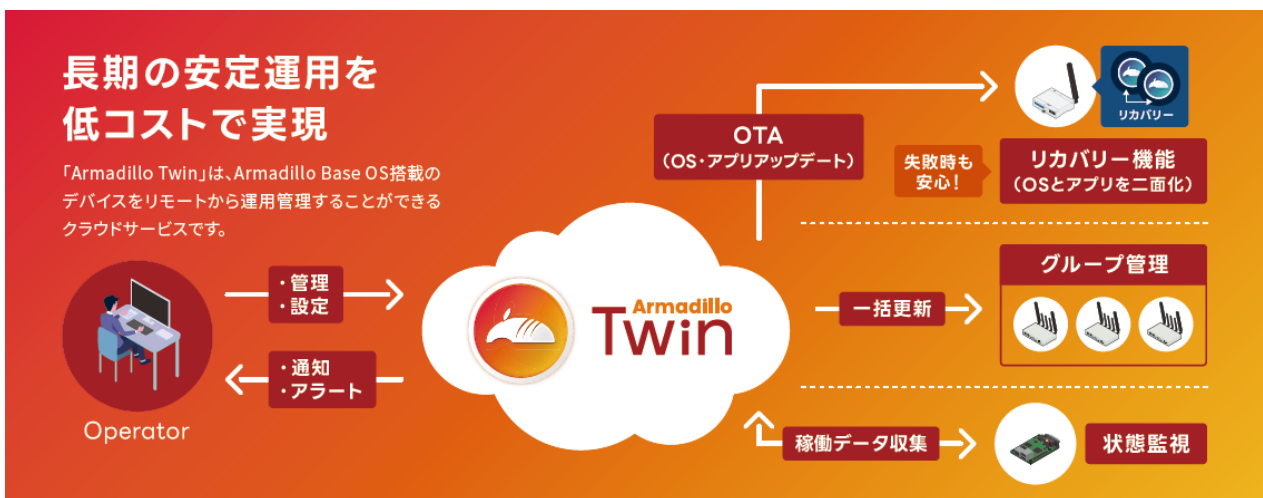 長期の安定運用を
低コストで実現
「Armadillo Twin」は、Armadillo Base OS搭載の
デバイスをリモートから運用管理することができる
クラウドサービスです。
Operator
・管理
・設定
・通知
・アラート
Armadillo
Twin
OTA
（OS・アプリアップデート）
リカバリー
失敗時も
安心！
リカバリー機能
（OSとアプリを二面化）
一括更新
グループ管理
稼働データ収集
状態監視